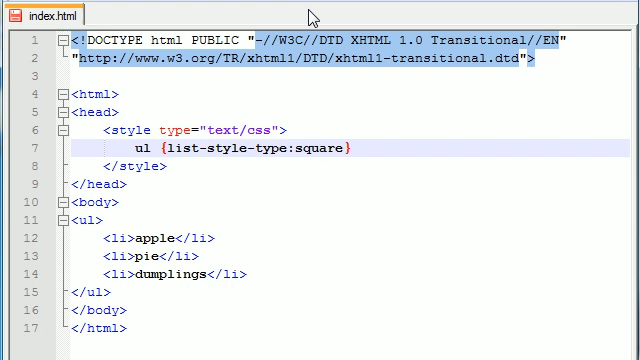 index.html
1 <!DOCTYPE html PUBLIC "-//W3C//DTD XHTML 1.0 Transitional//EN"
2 "http://www.w3.org/TR/xhtml1/DTD/xhtml1-transitional.dtd">
3
4 <html>
5 <head>
6 <style type="text/css">
7 ul {list-style-type:square}
8 </style>
9 </head>
10 <body>
11 <ul>
12 <li>apple</li>
13 <li>pie</li>
14 <li>dumplings</li>
15 </ul>
16 </body>
17 </html>